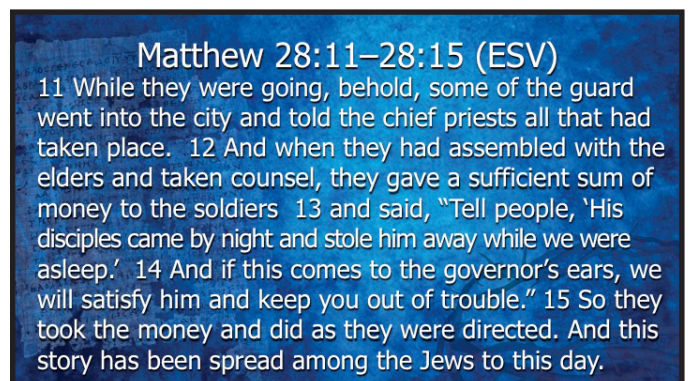 Matthew 28:11–28:15 (ESV)
11 While they were going, behold, some of the guard
went into the city and told the chief priests all that had
taken place.  12 And when they had assembled with the
elders and taken counsel, they gave a sufficient sum of
money to the soldiers  13 and said, “Tell people, ‘His
disciples came by night and stole him away while we were
asleep.’  14 And if this comes to the governor’s ears, we
will satisfy him and keep you out of trouble.” 15 So they
took the money and did as they were directed. And this
story has been spread among the Jews to this day.